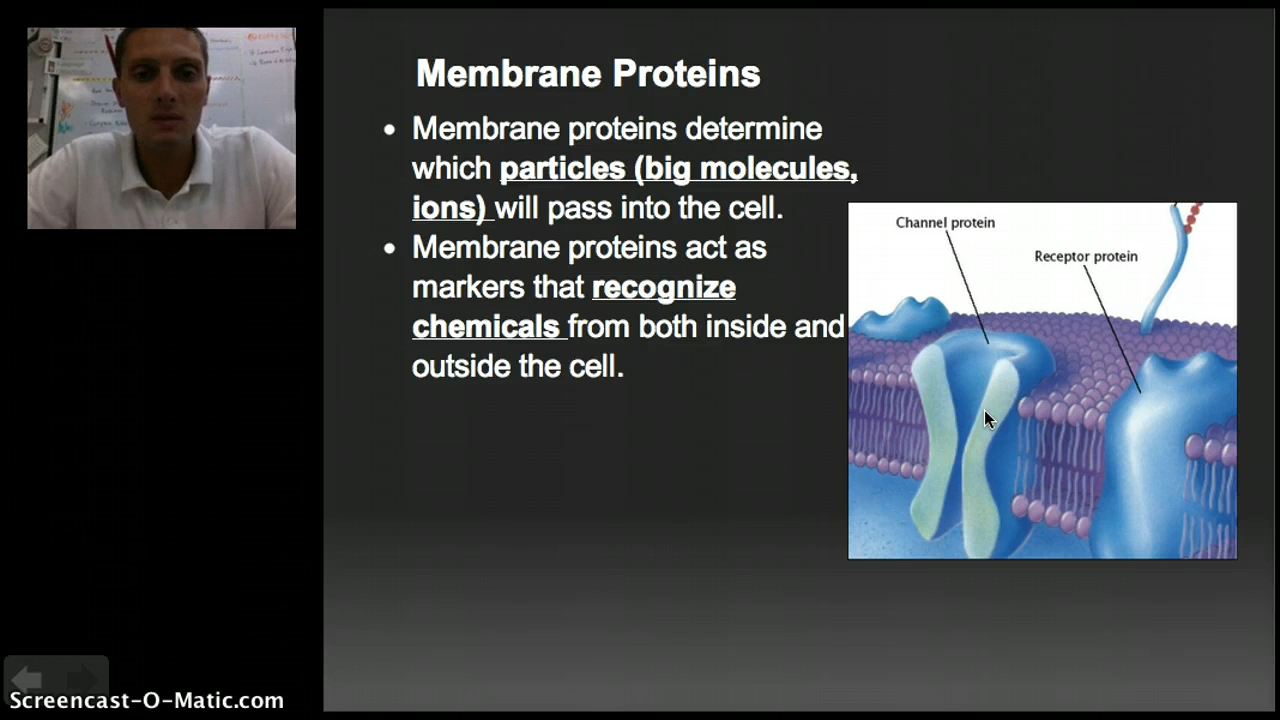 Membrane Proteins
• Membrane proteins determine
which particles (big molecules,
ions) will pass into the cell.
• Membrane proteins act as
markers that recognize
chemicals from both inside and
outside the cell.
Channel protein
Receptor protein
Screencast-O-Matic.com